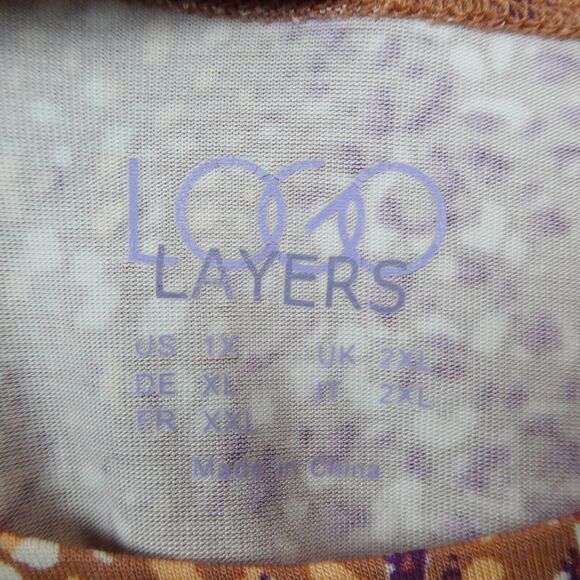 LOGO
LAYERS
US 1X UK 2XL
DE XL IT 2XL
FR XXL
Made in China